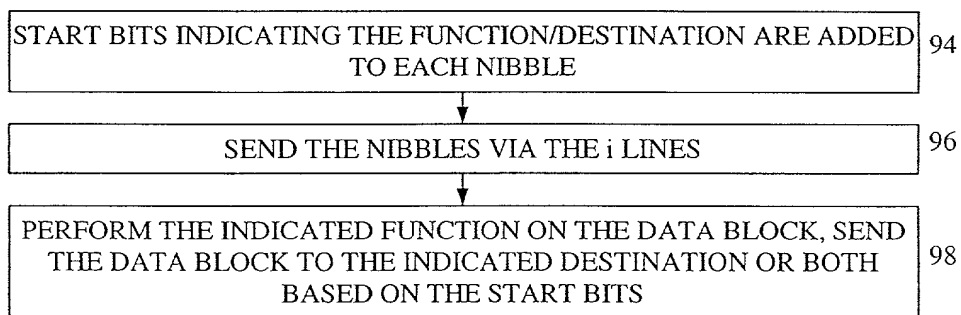 START BITS INDICATING THE FUNCTION/DESTINATION ARE ADDED
TO EACH NIBBLE
94
SEND THE NIBBLES VIA THE i LINES
96
PERFORM THE INDICATED FUNCTION ON THE DATA BLOCK, SEND
THE DATA BLOCK TO THE INDICATED DESTINATION OR BOTH
BASED ON THE START BITS
98